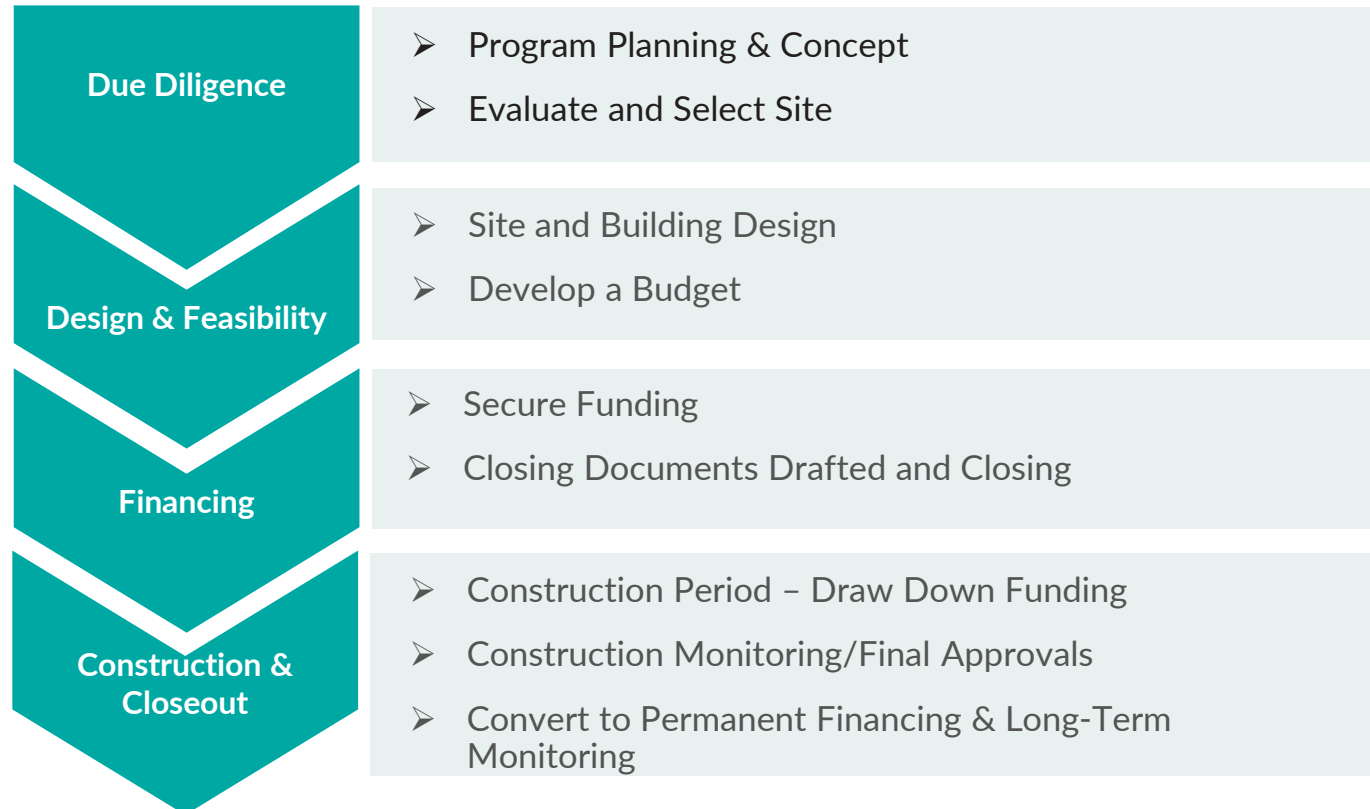 Due Diligence
➢ Program Planning & Concept
➢ Evaluate and Select Site
Design & Feasibility
➢ Site and Building Design
➢ Develop a Budget
Financing
➢ Secure Funding
➢ Closing Documents Drafted and Closing
Construction &
Closeout
➢ Construction Period – Draw Down Funding
➢ Construction Monitoring/Final Approvals
➢ Convert to Permanent Financing & Long-Term
Monitoring